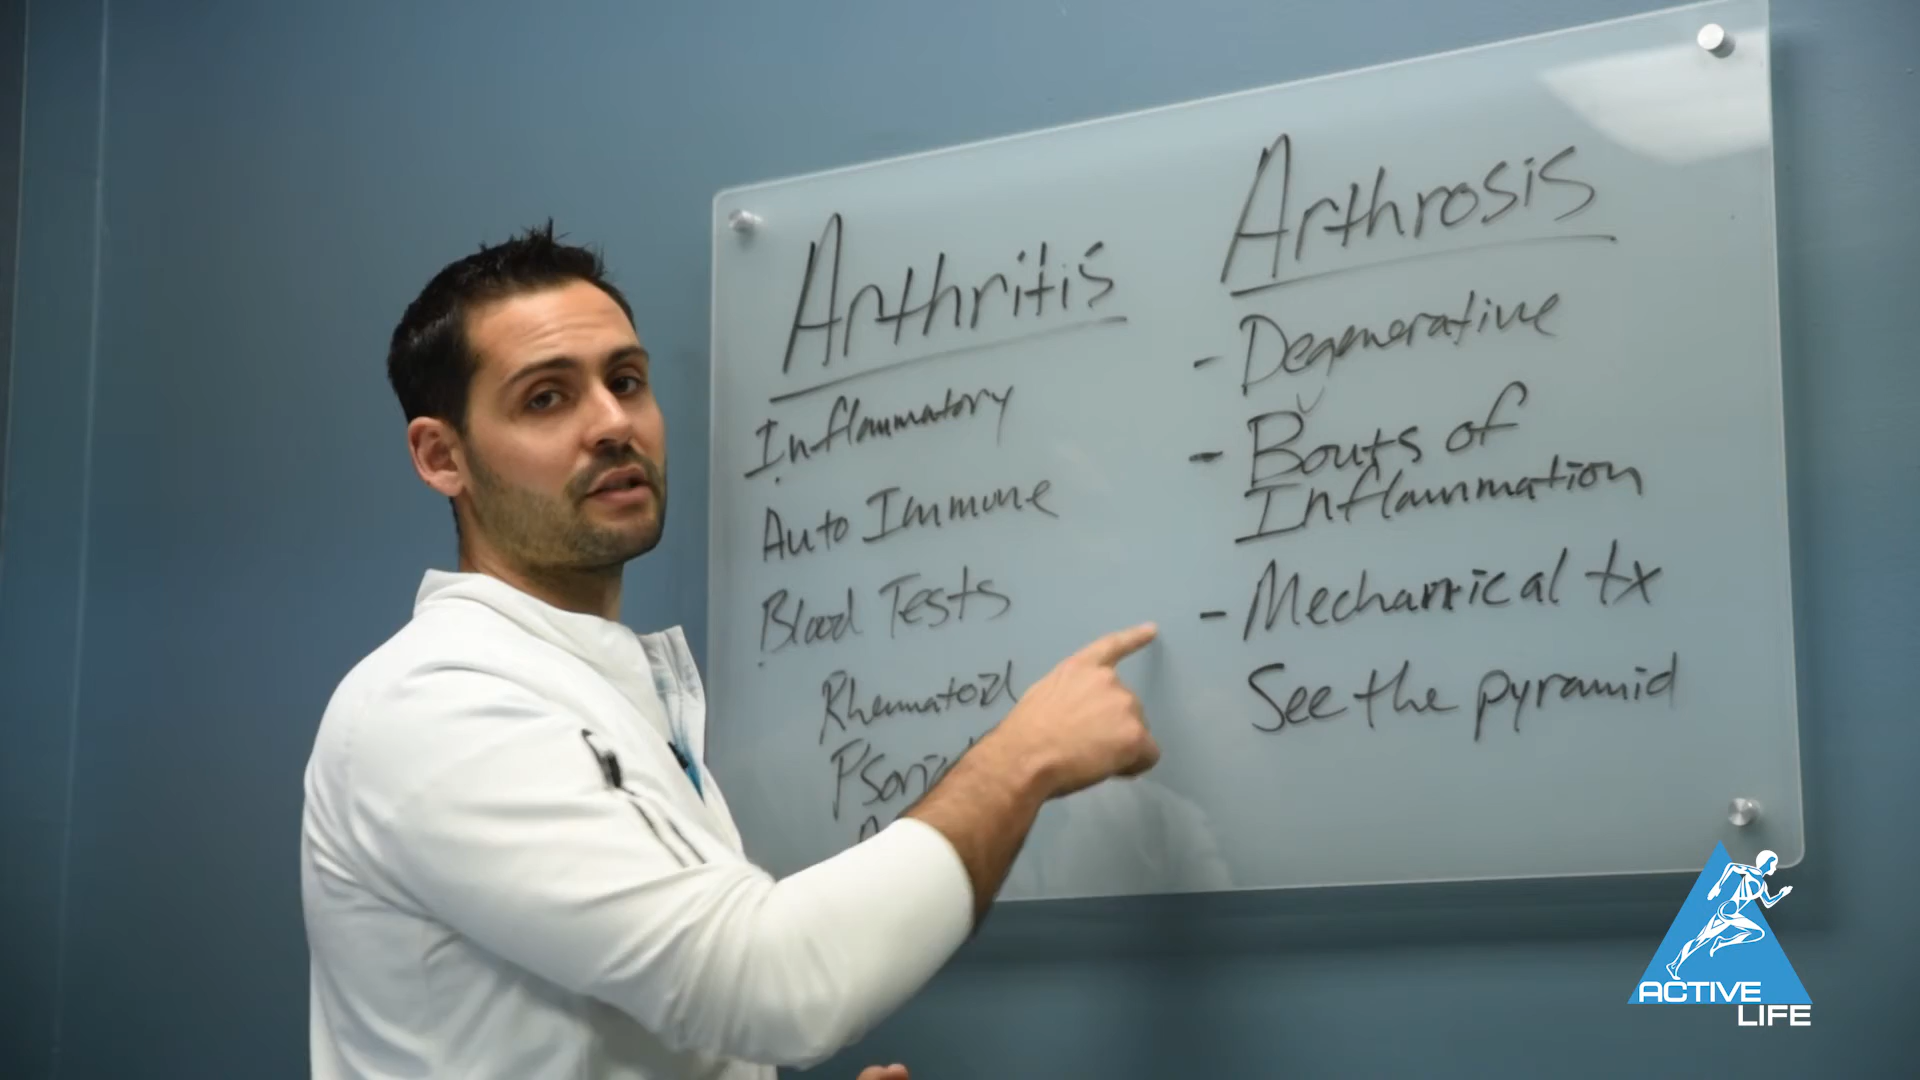 Arthritis
Inflammatory
Auto Immune
Blood Tests
Rheumatoid
Arthrosis
- Degenerative
- Bouts of
Inflammation
- Mechanical tx
See the pyramid
ACTIVE
LIFE